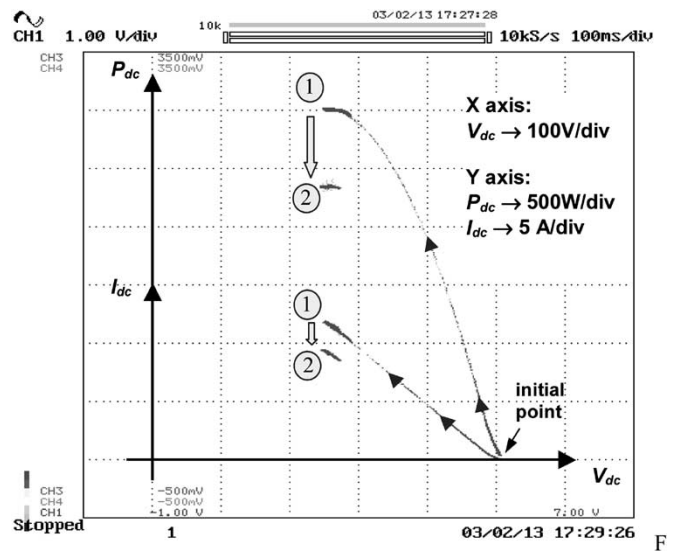 03/02/13 17:27:28
CH1 1.00 V/div 10k 10kS/s 100ms/div
CH3 3500mV
CH4 3500mV
Pdc
1
X axis:
Vdc → 100V/div
2
Y axis:
Pdc → 500W/div
Idc → 5 A/div
Idc
1
2
initial
point
Vdc
CH3 -500mV
CH4 -500mV
CH1 -1.00 V 7.00 V
Stopped 1 03/02/13 17:29:26
F